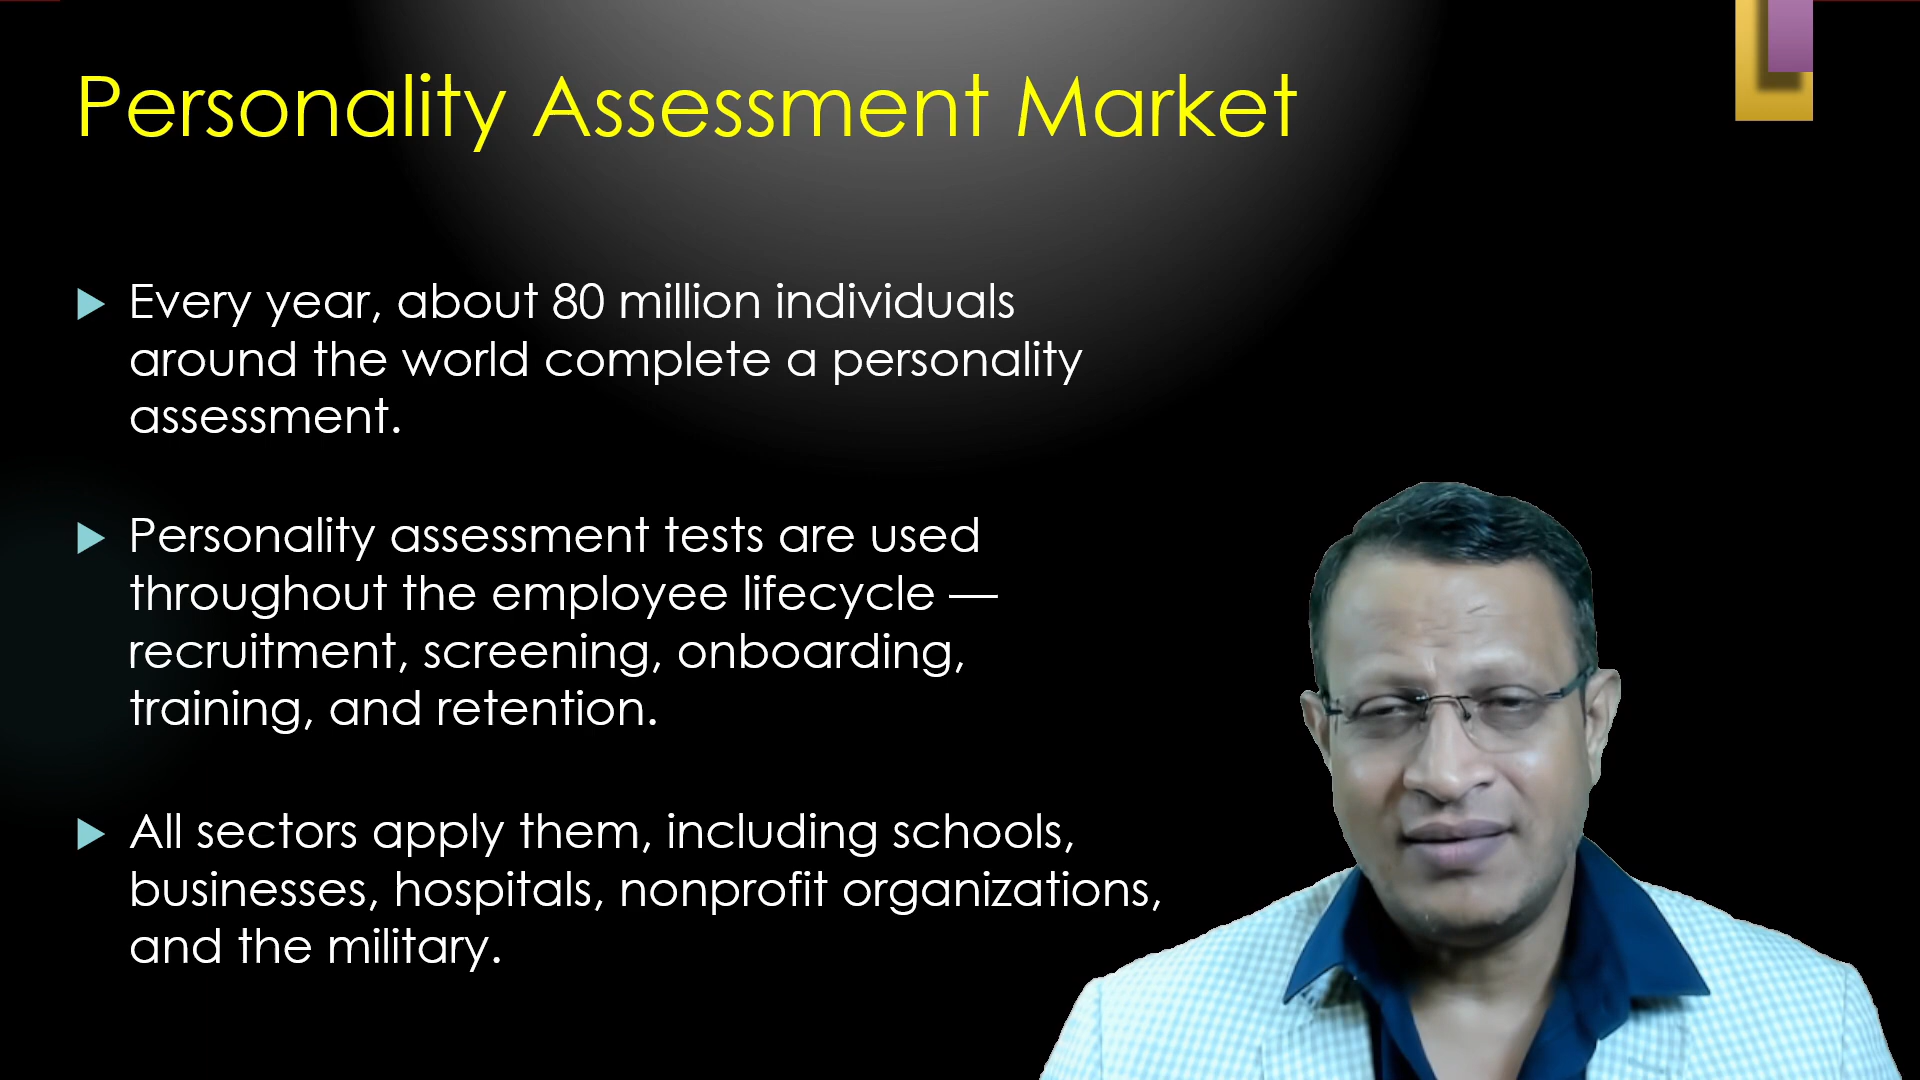 Personality Assessment Market
Every year, about 80 million individuals
around the world complete a personality
assessment.
Personality assessment tests are used
throughout the employee lifecycle —
recruitment, screening, onboarding,
training, and retention.
All sectors apply them, including schools,
businesses, hospitals, nonprofit organizations,
and the military.